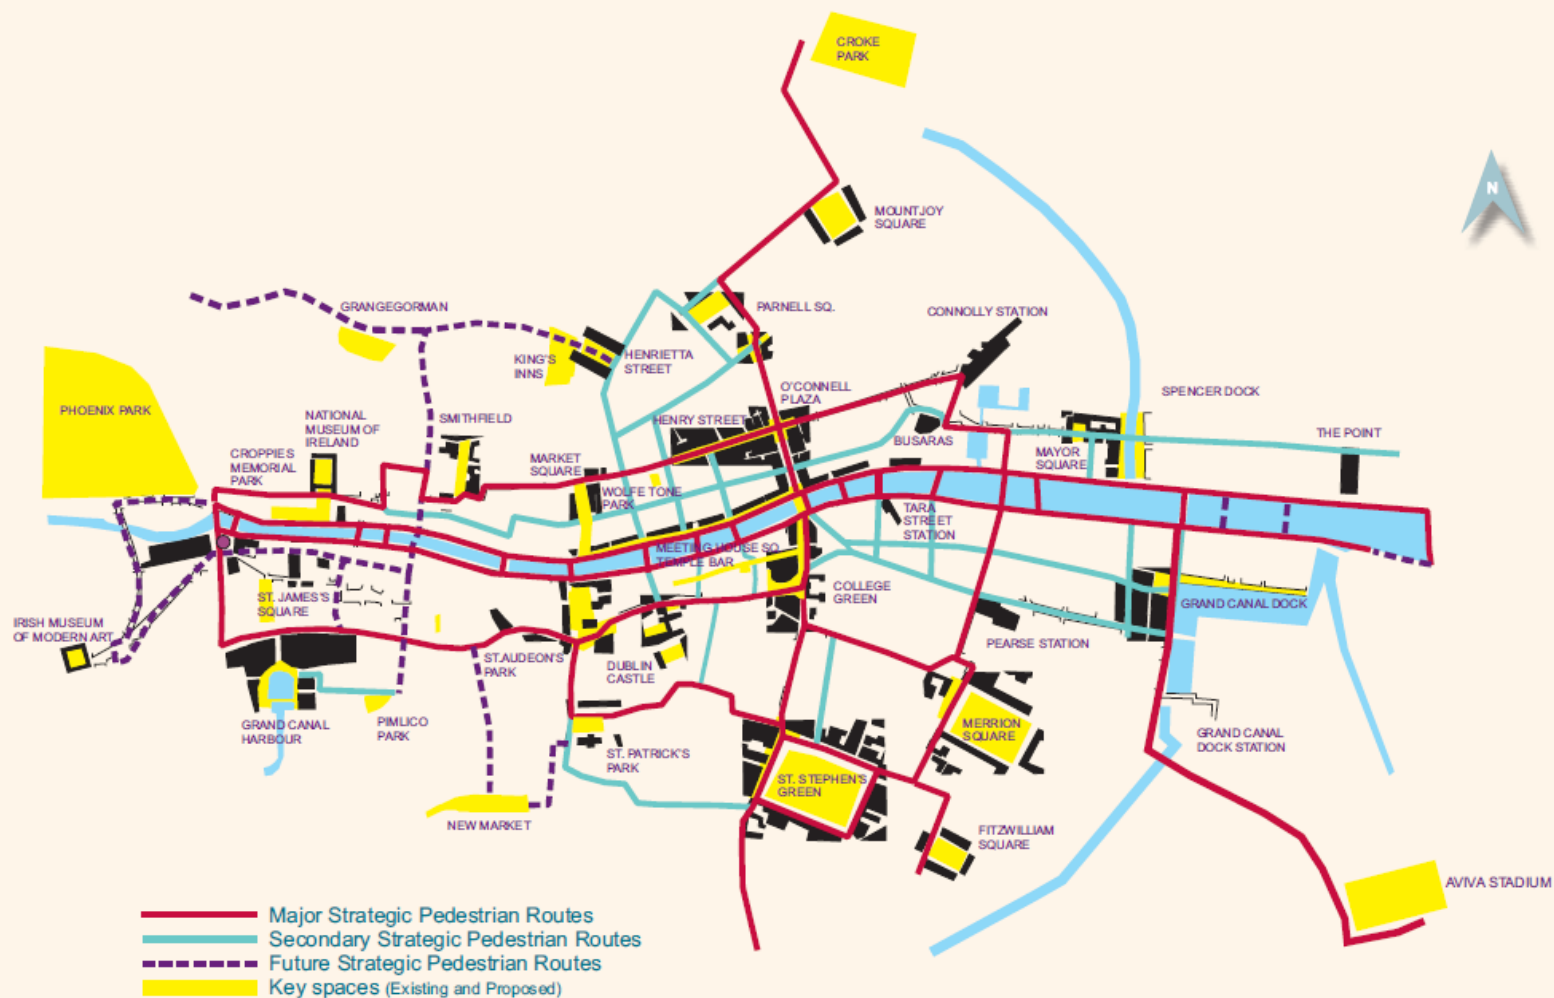 CROKE
PARK
N
MOUNTJOY
SQUARE
GRANGEGORMAN
PARNELL SQ.
CONNOLLY STATION
KING'S
INNS
HENRIETTA
STREET
O'CONNELL
PLAZA
SPENCER DOCK
PHOENIX PARK
NATIONAL
MUSEUM OF
IRELAND
SMITHFIELD
HENRY STREET
BUSARAS
THE POINT
CROPPIES
MEMORIAL
PARK
MARKET
SQUARE
MAYOR
SQUARE
WOLFE TONE
PARK
TARA
STREET
STATION
MEETING HOUSE SQ.
TEMPLE BAR
COLLEGE
GREEN
ST. JAMES'S
SQUARE
GRAND CANAL DOCK
IRISH MUSEUM
OF MODERN ART
PEARSE STATION
ST.AUDEON'S
PARK
DUBLIN
CASTLE
GRAND CANAL
HARBOUR
PIMLICO
PARK
MERRION
SQUARE
GRAND CANAL
DOCK STATION
ST. PATRICK'S
PARK
ST. STEPHEN'S
GREEN
NEW MARKET
FITZWILLIAM
SQUARE
AVIVA STADIUM
Major Strategic Pedestrian Routes
Secondary Strategic Pedestrian Routes
Future Strategic Pedestrian Routes
Key spaces (Existing and Proposed)